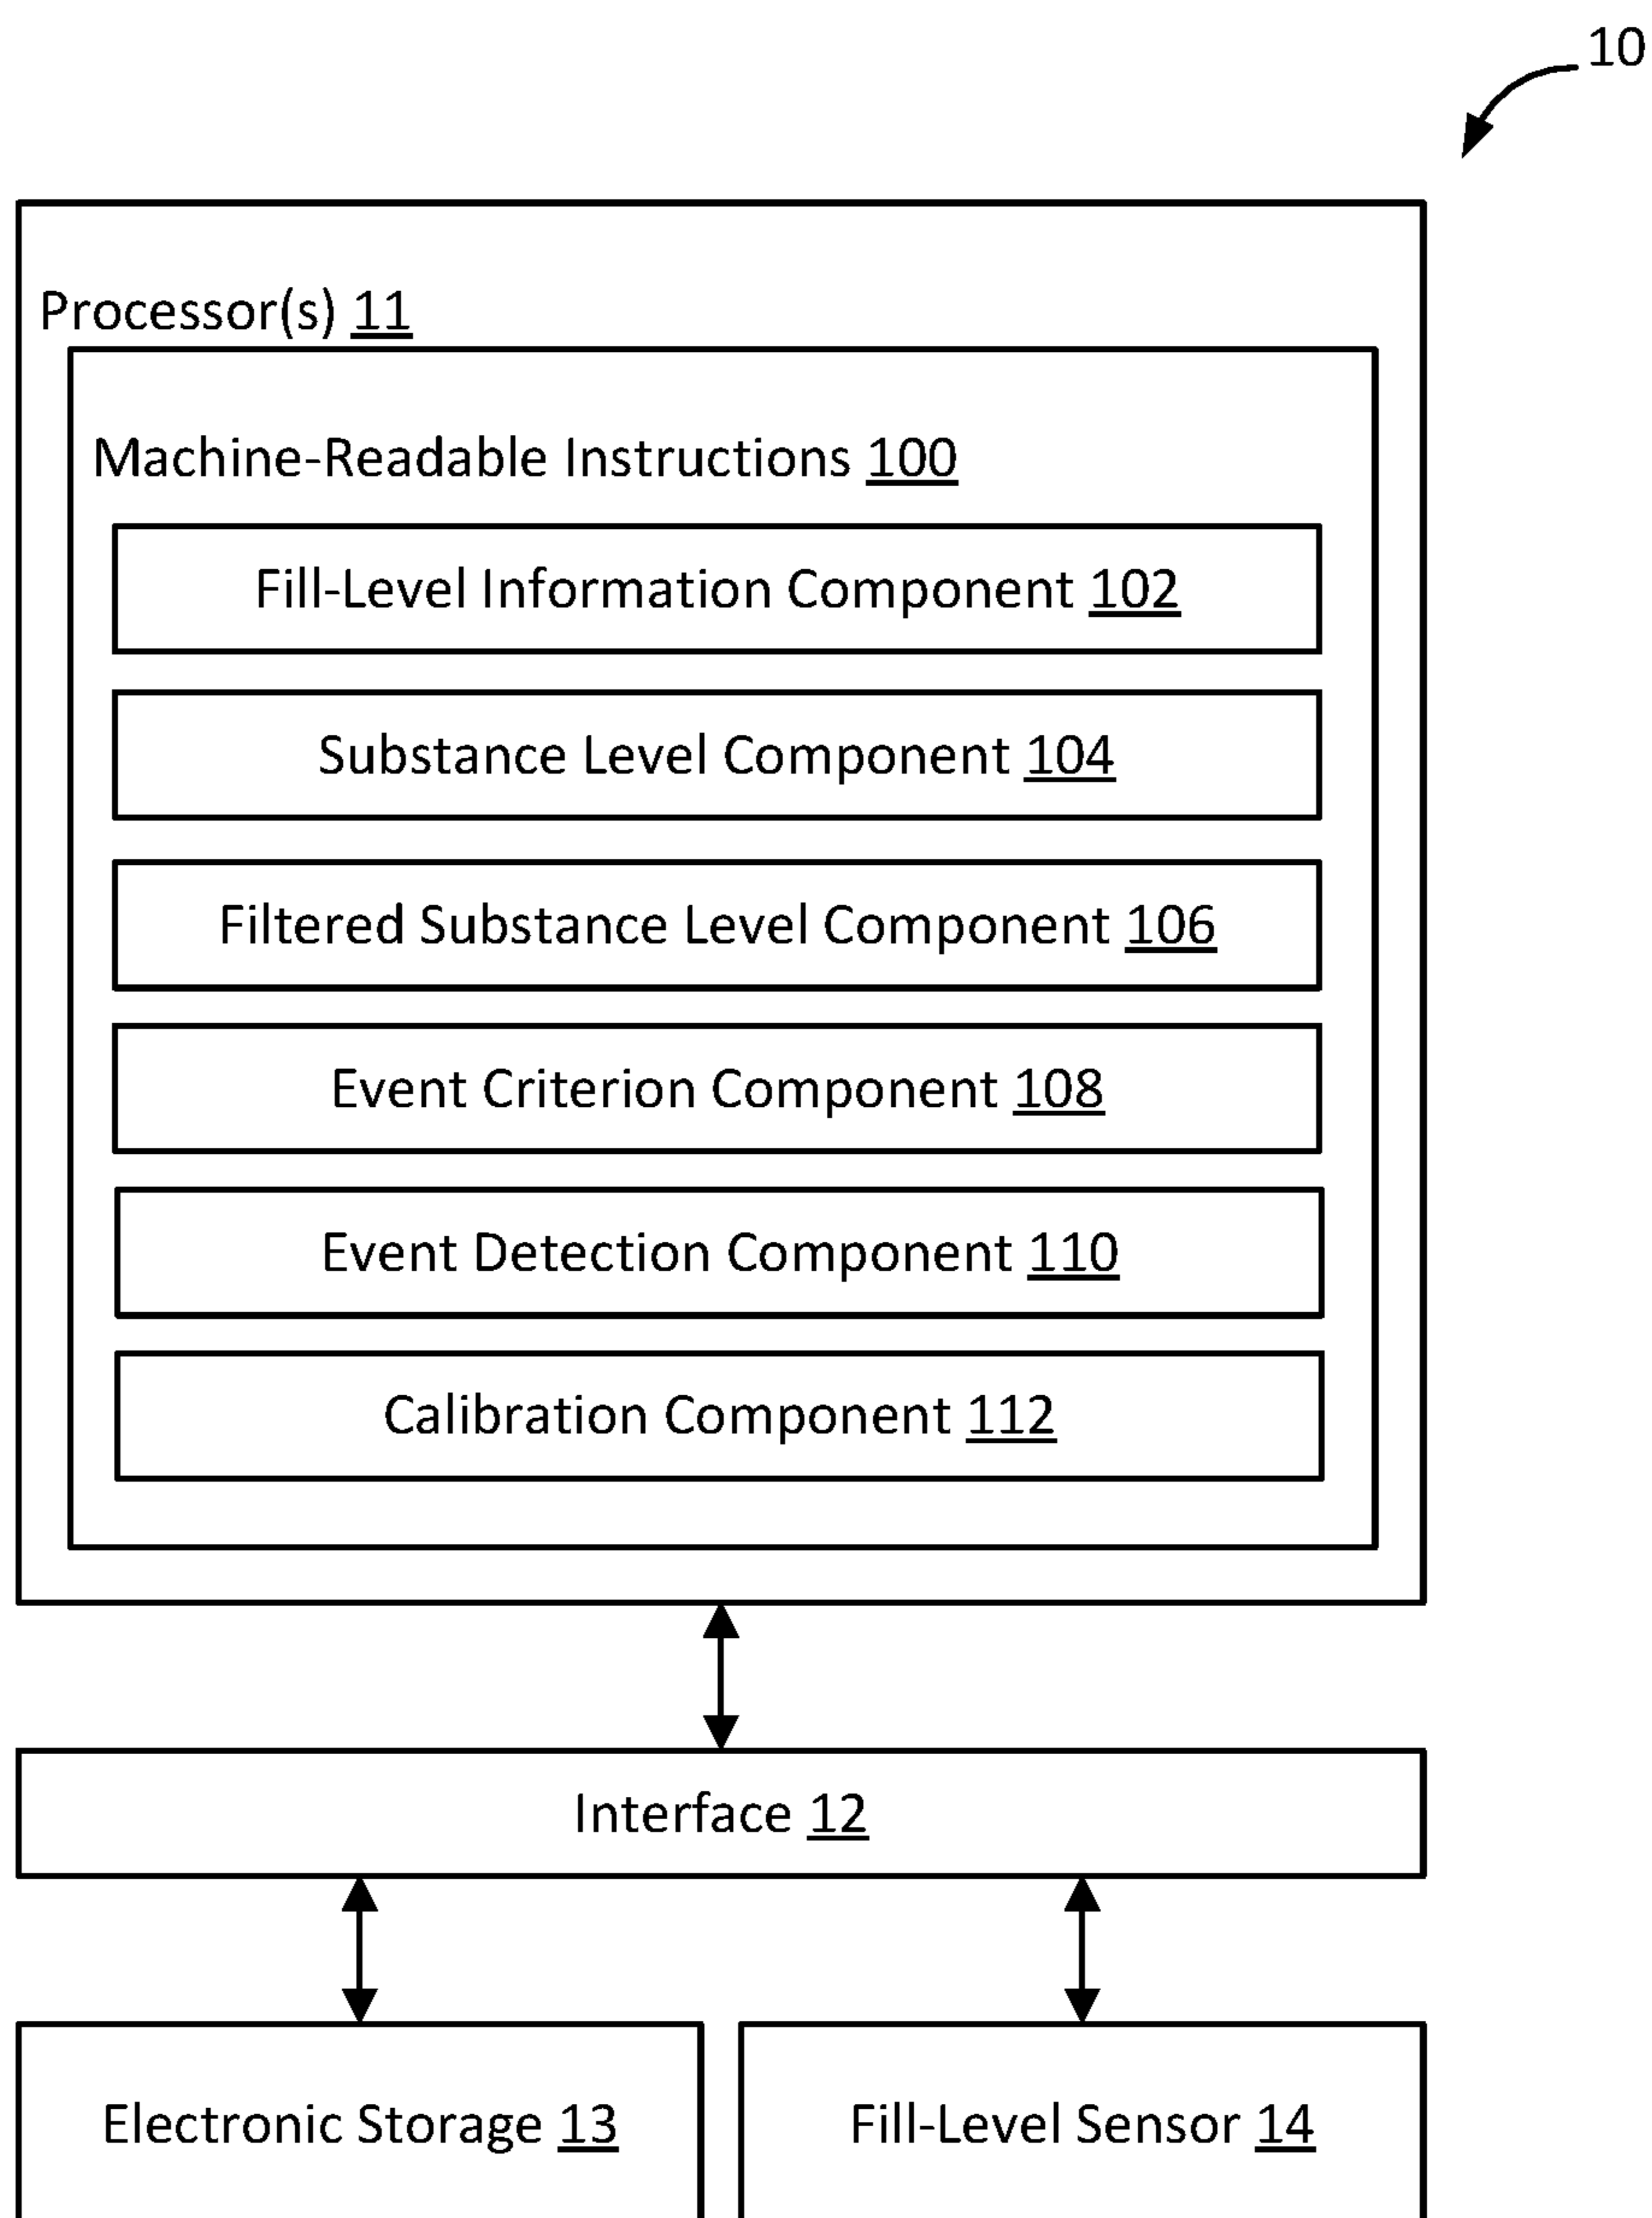 10
Processor(s) 11
Machine-Readable Instructions 100
Fill-Level Information Component 102
Substance Level Component 104
Filtered Substance Level Component 106
Event Criterion Component 108
Event Detection Component 110
Calibration Component 112
Interface 12
Electronic Storage 13
Fill-Level Sensor 14